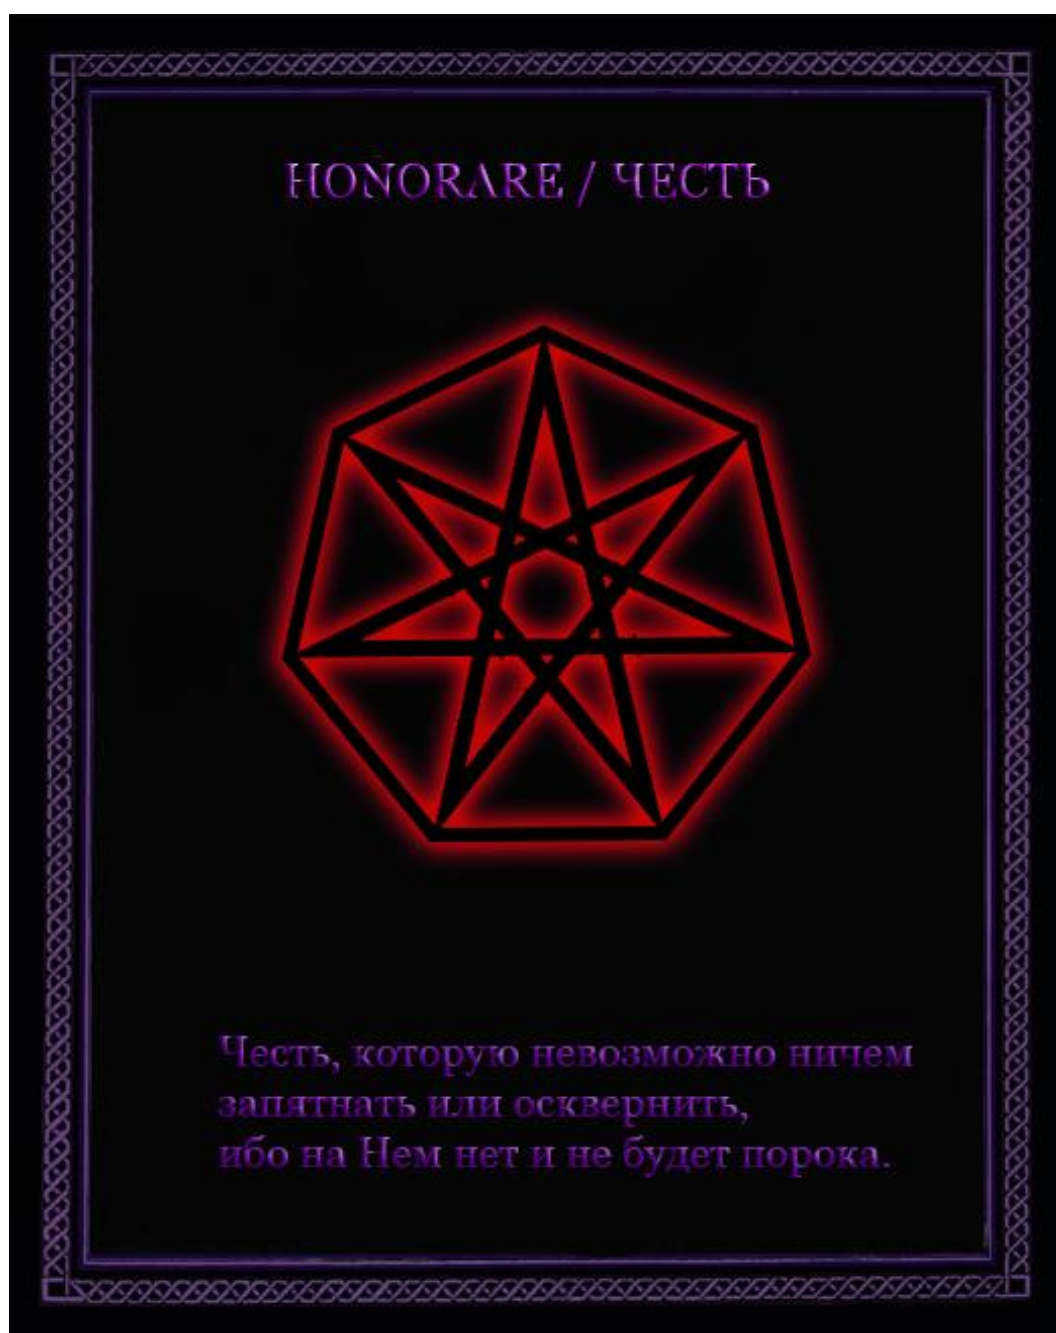 HONORARE / ЧЕСТЬ
Честь, которую невозможно ничем
запятнать или осквернить,
ибо на Нем нет и не будет порока.